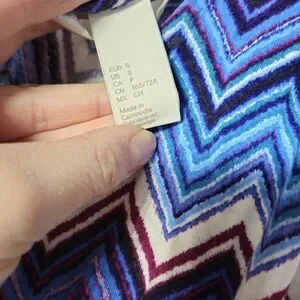 EUR S
US S
CA P
CN 165/72A
MX CH
Made in
Cambodia